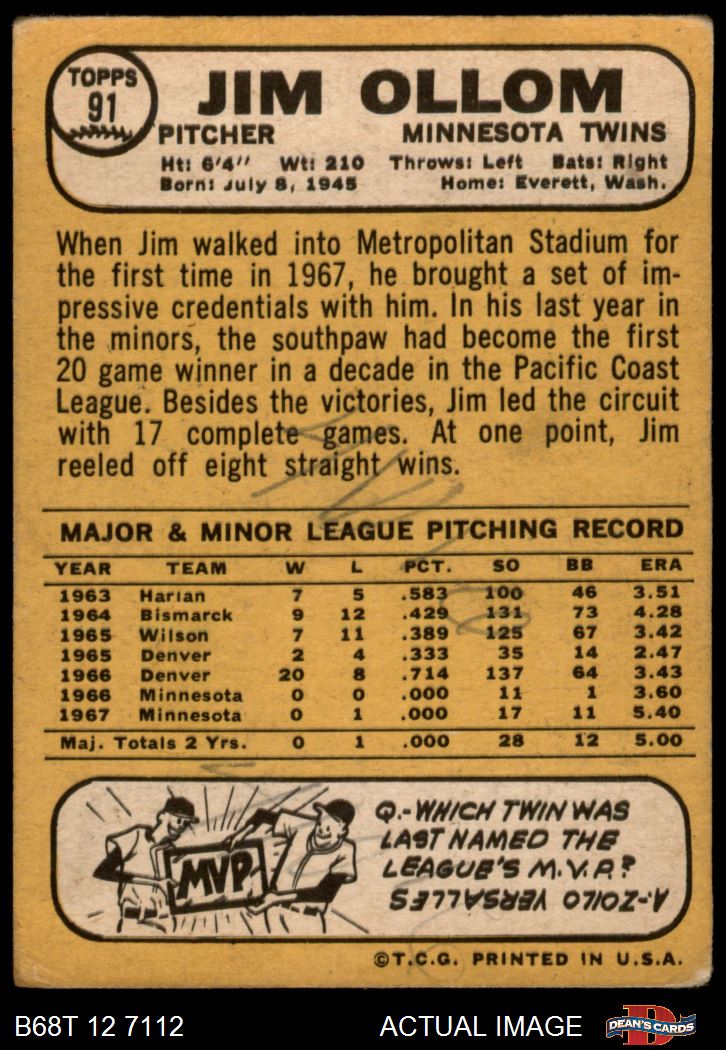 TOPPS
91
JIM OLLOM
PITCHER MINNESOTA TWINS
Ht: 6'4" Wt: 210 Throws: Left Bats: Right
Born: July 8, 1945 Home: Everett, Wash.
When Jim walked into Metropolitan Stadium for
the first time in 1967, he brought a set of im-
pressive credentials with him. In his last year in
the minors, the southpaw had become the first
20 game winner in a decade in the Pacific Coast
League. Besides the victories, Jim led the circuit
with 17 complete games. At one point, Jim
reeled off eight straight wins.
MAJOR & MINOR LEAGUE PITCHING RECORD
YEAR TEAM W L PCT. SO BB ERA
1963 Harlan 7 5 .583 100 46 3.51
1964 Bismarck 9 12 .429 131 73 4.28
1965 Wilson 7 11 .389 125 67 3.42
1965 Denver 2 4 .333 35 14 2.47
1966 Denver 20 8 .714 137 64 3.43
1966 Minnesota 0 0 .000 11 1 3.60
1967 Minnesota 0 1 .000 17 11 5.40
Maj. Totals 2 Yrs. 0 1 .000 28 12 5.00
MVP
Q.-WHICH TWIN WAS
LAST NAMED THE
LEAGUE'S M.V.P.?
A-ZOILO VERSALLES
©T.C.G. PRINTED IN U.S.A.
B68T 12 7112 ACTUAL IMAGE DEAN'S CARDS